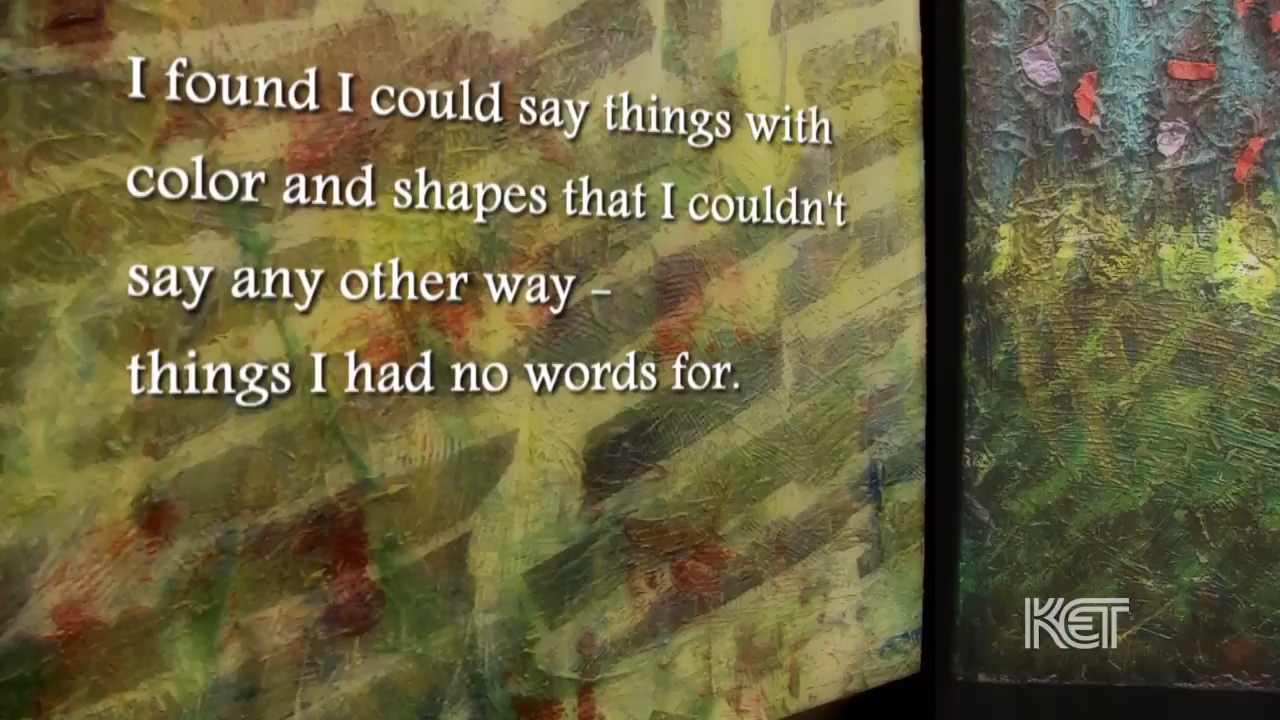 I found I could say things with
color and shapes that I couldn't
say any other way –
things I had no words for.
KET